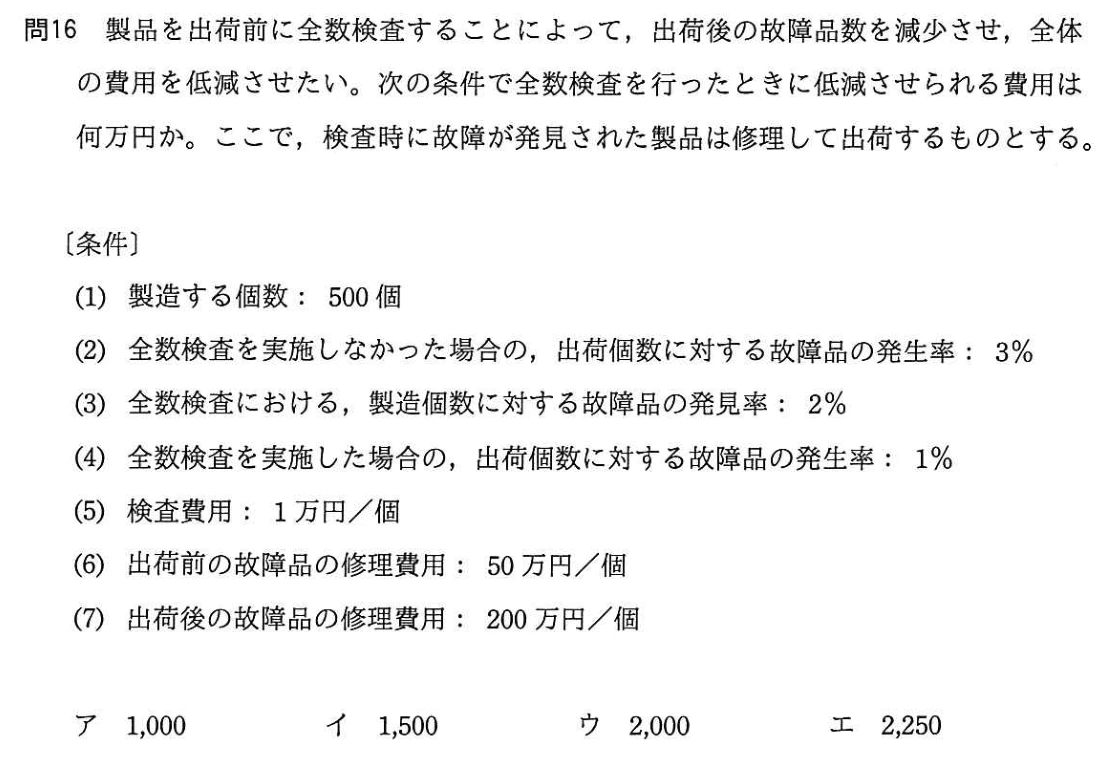 問16 製品を出荷前に全数検査することによって，出荷後の故障品数を減少させ，全体
の費用を低減させたい。次の条件で全数検査を行ったときに低減させられる費用は
何万円か。ここで，検査時に故障が発見された製品は修理して出荷するものとする。
〔条件〕
(1) 製造する個数： 500 個
(2) 全数検査を実施しなかった場合の，出荷個数に対する故障品の発生率： 3%
(3) 全数検査における，製造個数に対する故障品の発見率： 2%
(4) 全数検査を実施した場合の，出荷個数に対する故障品の発生率： 1%
(5) 検査費用： 1 万円／個
(6) 出荷前の故障品の修理費用： 50 万円／個
(7) 出荷後の故障品の修理費用： 200 万円／個
ア 1,000 イ 1,500 ウ 2,000 エ 2,250